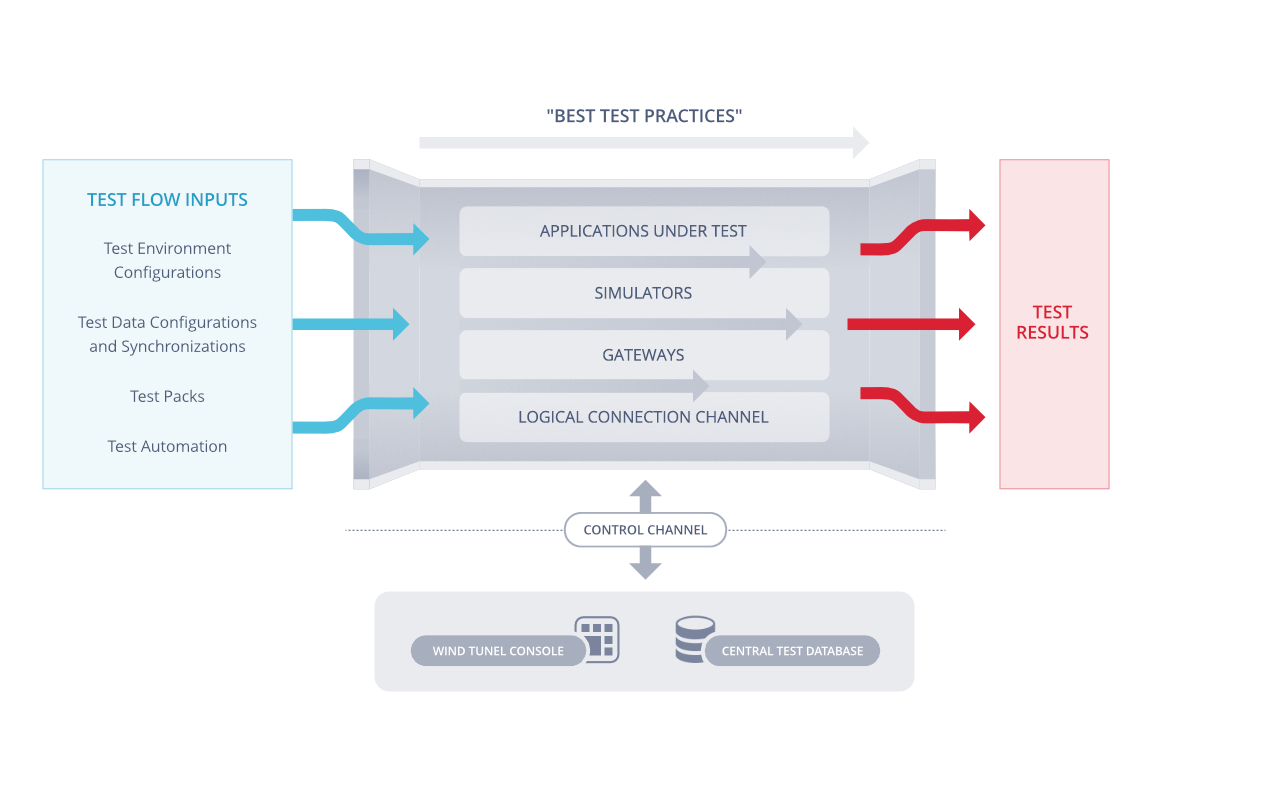 "BEST TEST PRACTICES"
TEST FLOW INPUTS
Test Environment
Configurations
Test Data Configurations
and Synchronizations
Test Packs
Test Automation
APPLICATIONS UNDER TEST
SIMULATORS
GATEWAYS
LOGICAL CONNECTION CHANNEL
TEST
RESULTS
CONTROL CHANNEL
WIND TUNEL CONSOLE
CENTRAL TEST DATABASE